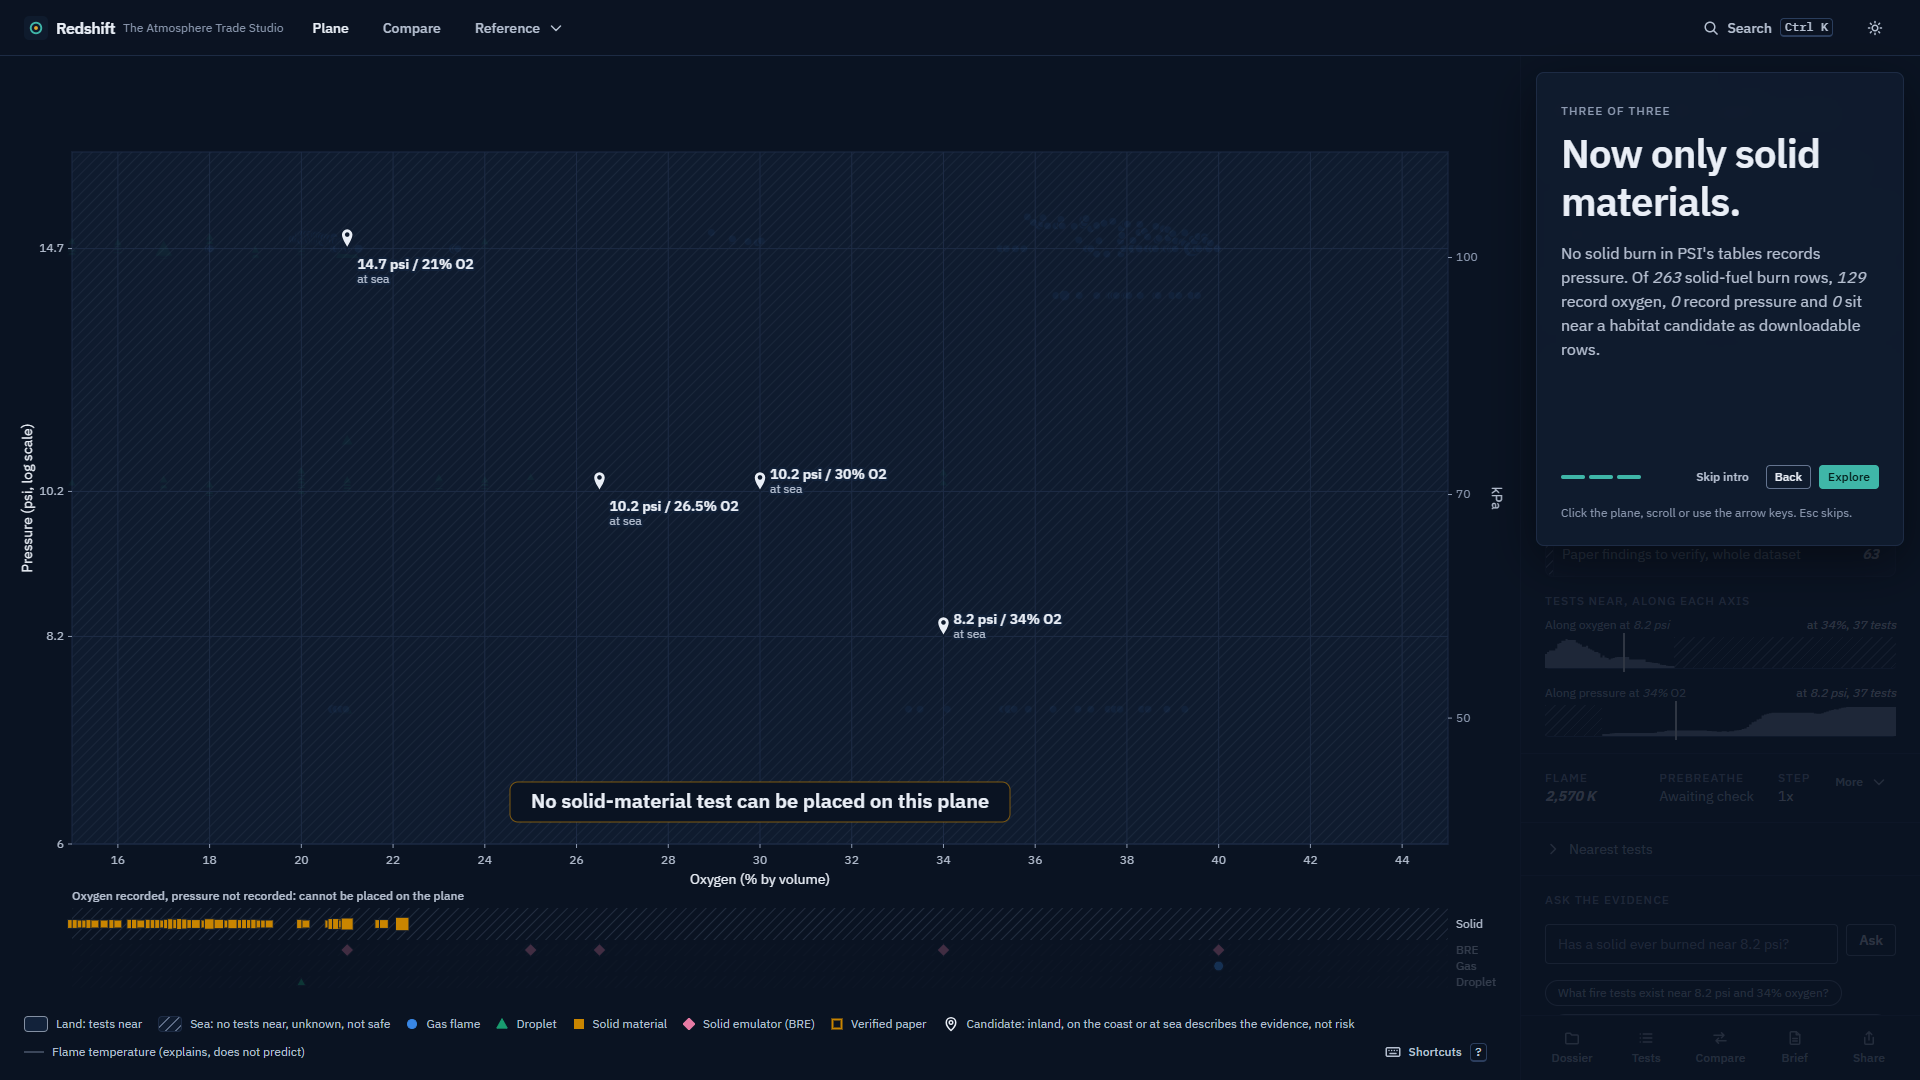 Redshift The Atmosphere Trade Studio Plane Compare Reference Search Ctrl K
THREE OF THREE
Now only solid
materials.
No solid burn in PSI's tables records
pressure. Of 263 solid-fuel burn rows, 129
record oxygen, 0 record pressure and 0 sit
near a habitat candidate as downloadable
rows.
Skip intro Back Explore
Click the plane, scroll or use the arrow keys. Esc skips.
Pressure (psi, log scale)
14.7
10.2
8.2
6
14.7 psi / 21% O2
at sea
10.2 psi / 26.5% O2
at sea
10.2 psi / 30% O2
at sea
8.2 psi / 34% O2
at sea
100
70
50
kPa
No solid-material test can be placed on this plane
16 18 20 22 24 26 28 30 32 34 36 38 40 42 44
Oxygen (% by volume)
Oxygen recorded, pressure not recorded: cannot be placed on the plane
Solid
BRE
Gas
Droplet
Land: tests near Sea: no tests near, unknown, not safe Gas flame Droplet Solid material Solid emulator (BRE) Verified paper Candidate: inland, on the coast or at sea describes the evidence, not risk
Flame temperature (explains, does not predict) Shortcuts ?
Paper findings to verify, whole dataset 63
TESTS NEAR, ALONG EACH AXIS
Along oxygen at 8.2 psi at 34%, 37 tests
Along pressure at 34% O2 at 8.2 psi, 37 tests
FLAME PREBREATHE STEP More
2,570 K Awaiting check 1x
Nearest tests
ASK THE EVIDENCE
Has a solid ever burned near 8.2 psi? Ask
What fire tests exist near 8.2 psi and 34% oxygen?
Dossier Tests Compare Brief Share